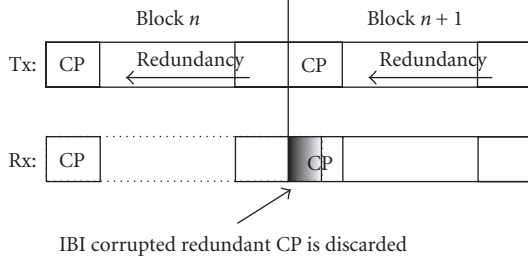 Block n
Block n + 1
Tx: CP Redundancy CP Redundancy
Rx: CP CP
IBI corrupted redundant CP is discarded